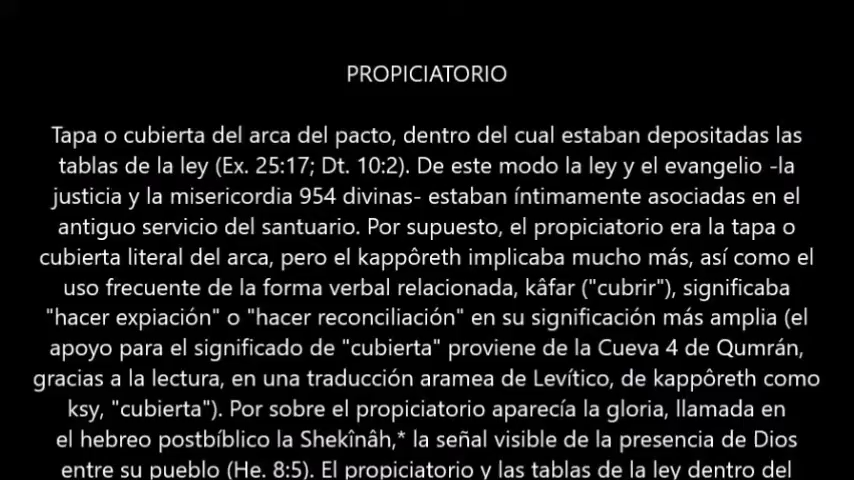 PROPICIATORIO
Tapa o cubierta del arca del pacto, dentro del cual estaban depositadas las
tablas de la ley (Ex. 25:17; Dt. 10:2). De este modo la ley y el evangelio -la
justicia y la misericordia 954 divinas- estaban íntimamente asociadas en el
antiguo servicio del santuario. Por supuesto, el propiciatorio era la tapa o
cubierta literal del arca, pero el kappôreth implicaba mucho más, así como el
uso frecuente de la forma verbal relacionada, kâfar ("cubrir"), significaba
"hacer expiación" o "hacer reconciliación" en su significación más amplia (el
apoyo para el significado de "cubierta" proviene de la Cueva 4 de Qumrán,
gracias a la lectura, en una traducción aramea de Levítico, de kappôreth como
ksy, "cubierta"). Por sobre el propiciatorio aparecía la gloria, llamada en
el hebreo postbíblico la Shekînâh,* la señal visible de la presencia de Dios
entre su pueblo (He. 8:5). El propiciatorio y las tablas de la ley dentro del